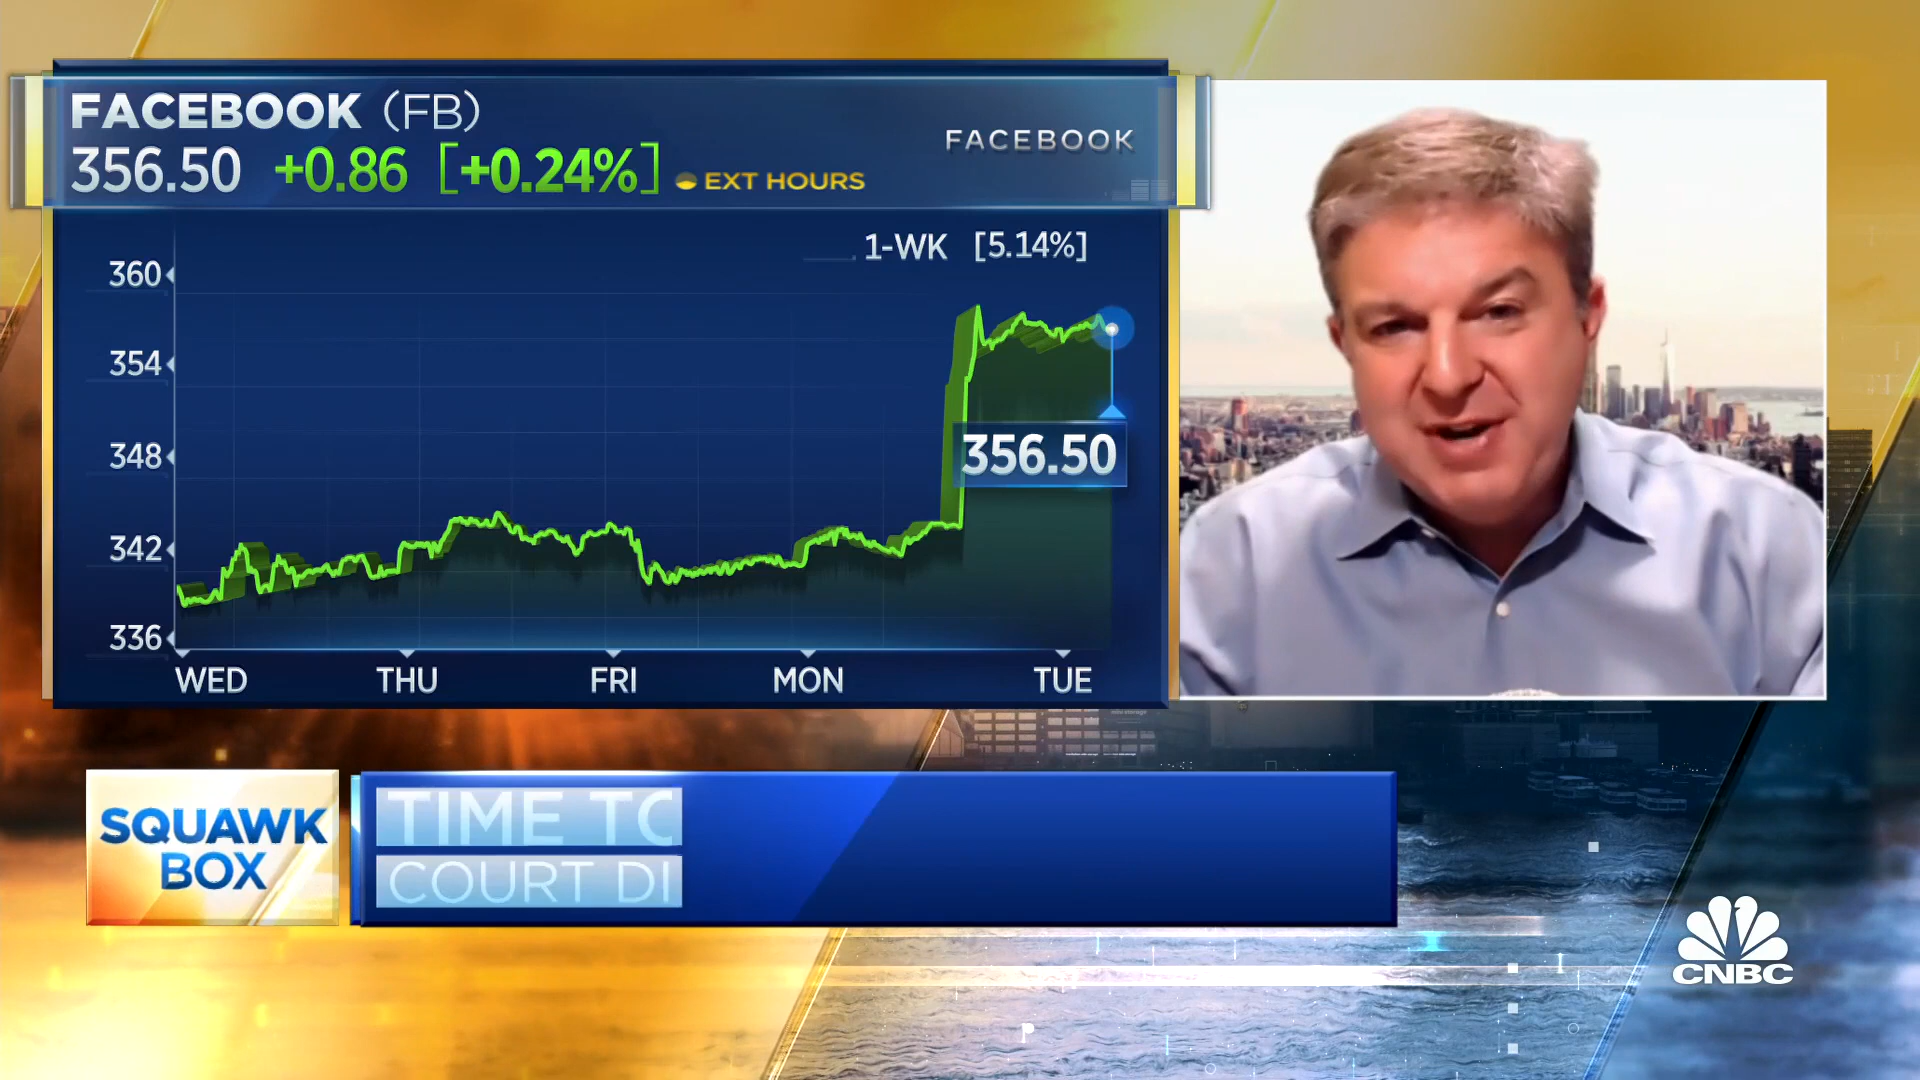 FACEBOOK (FB)
356.50 +0.86 [+0.24%] EXT HOURS
FACEBOOK
1-WK [5.14%]
360
354
348
342
336
356.50
WED THU FRI MON TUE
SQUAWK
BOX
TIME TO
COURT DI
CNBC